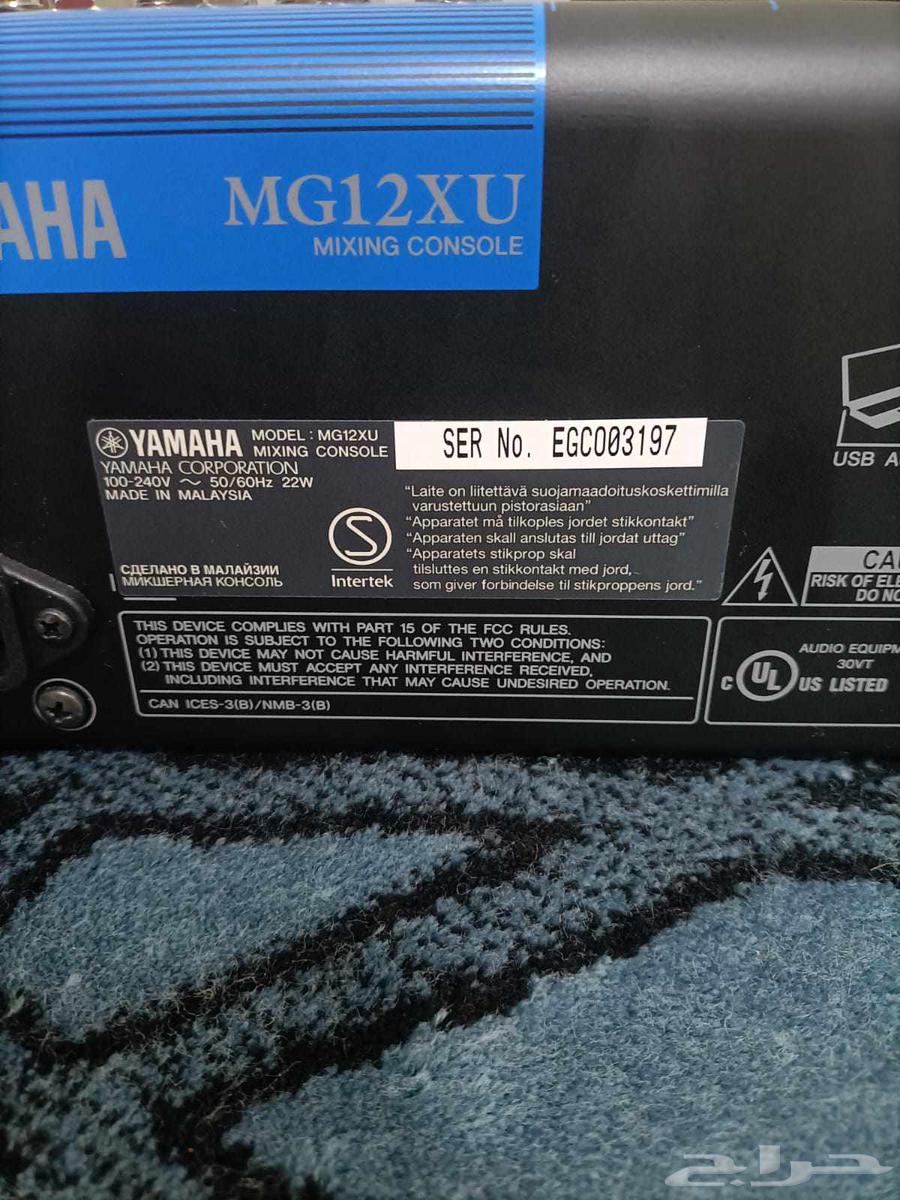 AHA
MG12XU
MIXING CONSOLE
YAMAHA MODEL: MG12XU
MIXING CONSOLE
SER No. EGC003197
YAMAHA CORPORATION
100-240V ～ 50/60Hz 22W
MADE IN MALAYSIA
"Laite on liitettävä suojamaadoituskoskettimilla
varustettuun pistorasiaan"
"Apparatet må tilkoples jordet stikkontakt"
"Apparaten skall anslutas till jordat uttag"
"Apparatets stikprop skal
tilsluttes en stikkontakt med jord,
som giver forbindelse til stikproppens jord."
S
Intertek
СДЕЛАНО В МАЛАЙЗИИ
МИКШЕРНАЯ КОНСОЛЬ
USB A
CAU
RISK OF ELE
DO NO
THIS DEVICE COMPLIES WITH PART 15 OF THE FCC RULES.
OPERATION IS SUBJECT TO THE FOLLOWING TWO CONDITIONS:
(1) THIS DEVICE MAY NOT CAUSE HARMFUL INTERFERENCE, AND
(2) THIS DEVICE MUST ACCEPT ANY INTERFERENCE RECEIVED,
INCLUDING INTERFERENCE THAT MAY CAUSE UNDESIRED OPERATION.
CAN ICES-3(B)/NMB-3(B)
AUDIO EQUIPM
30VT
C UL US LISTED
حراج